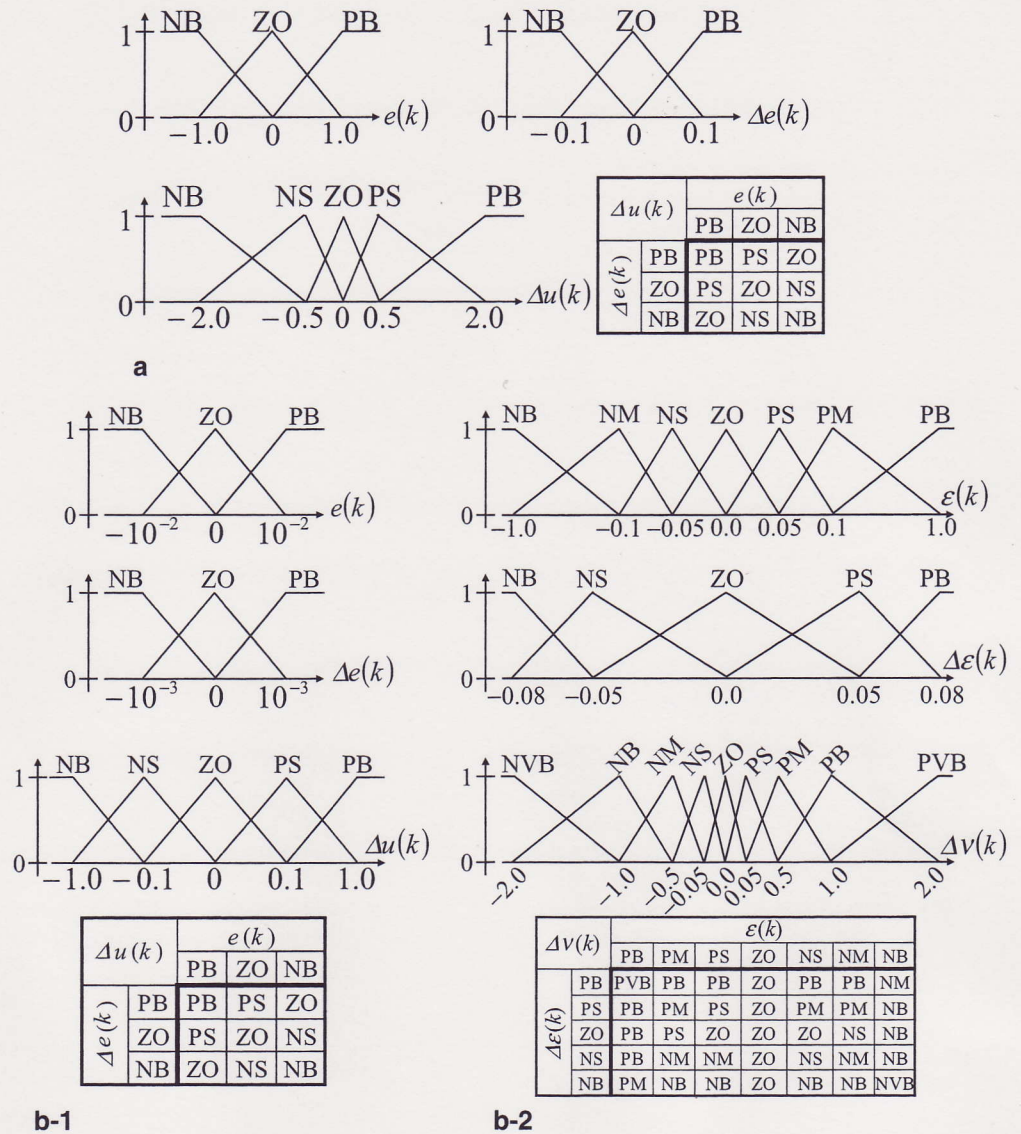 NB ZO PB
1
0
−1.0 0 1.0 e(k)
NB ZO PB
1
0
−0.1 0 0.1 Δe(k)
NB NS ZO PS PB
1
0
−2.0 −0.5 0 0.5 2.0 Δu(k)
Δu(k) e(k)
PB ZO NB
Δe(k)
PB PB PS ZO
ZO PS ZO NS
NB ZO NS NB
a
NB ZO PB
1
0
−10⁻² 0 10⁻² e(k)
NB NM NS ZO PS PM PB
1
0
-1.0 −0.1 −0.05 0.0 0.05 0.1 1.0 ε(k)
NB ZO PB
1
0
−10⁻³ 0 10⁻³ Δe(k)
NB NS ZO PS PB
1
0
−0.08 −0.05 0.0 0.05 0.08 Δε(k)
NB NS ZO PS PB
1
0
−1.0 −0.1 0 0.1 1.0 Δu(k)
NVB NB NM NS ZO PS PM PB PVB
1
0
-2.0 -1.0 -0.5 -0.05 0.0 0.05 0.5 1.0 2.0 Δν(k)
Δu(k) e(k)
PB ZO NB
Δe(k)
PB PB PS ZO
ZO PS ZO NS
NB ZO NS NB
b-1
Δν(k) ε(k)
PB PM PS ZO NS NM NB
Δε(k)
PB PVB PB PB ZO PB PB NM
PS PB PM PS ZO PM PM NB
ZO PB PS ZO ZO ZO NS NB
NS PB NM NM ZO NS NM NB
NB PM NB NB ZO NB NB NVB
b-2